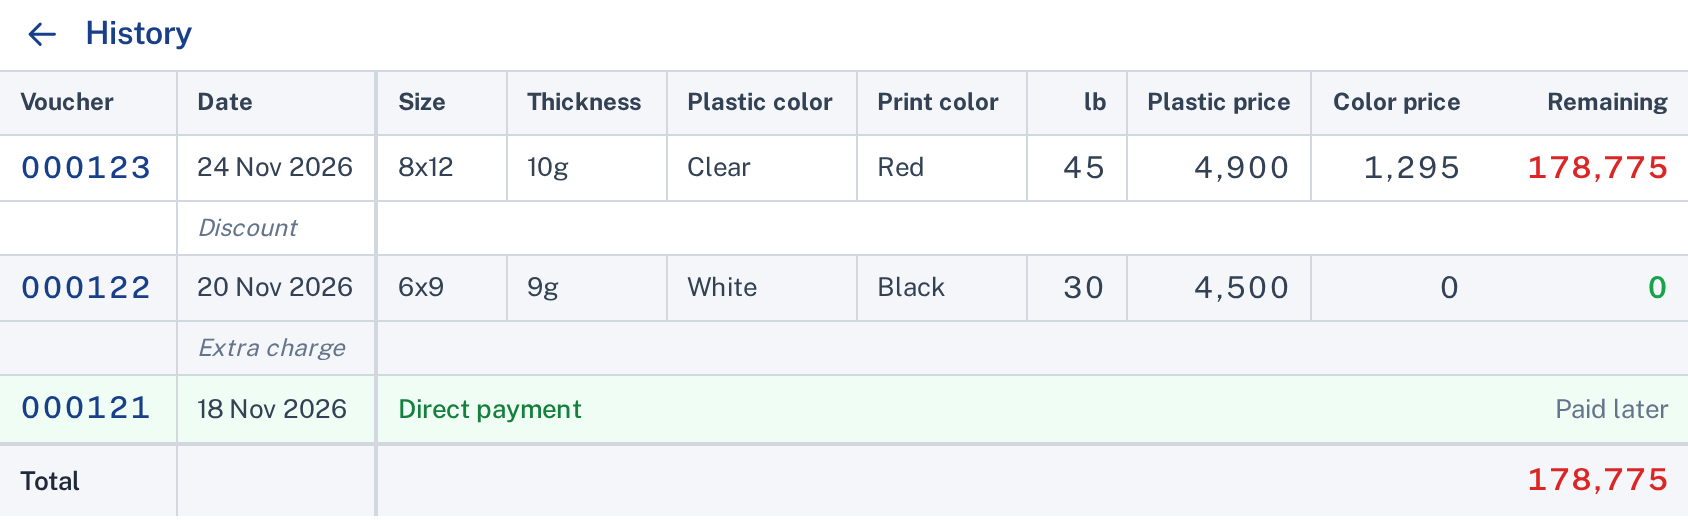 History
Voucher Date Size Thickness Plastic color Print color lb Plastic price Color price Remaining
000123 24 Nov 2026 8x12 10g Clear Red 45 4,900 1,295 178,775
Discount
000122 20 Nov 2026 6x9 9g White Black 30 4,500 0 0
Extra charge
000121 18 Nov 2026 Direct payment Paid later
Total 178,775